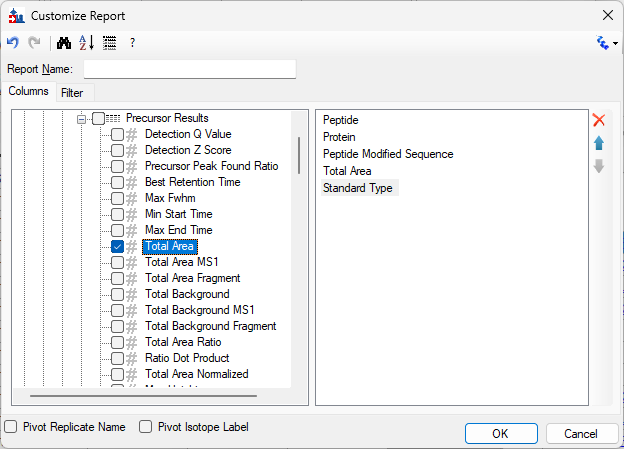 Customize Report
Report Name:
Columns
Filter
Precursor Results
Detection Q Value
Detection Z Score
Precursor Peak Found Ratio
Best Retention Time
Max Fwhm
Min Start Time
Max End Time
Total Area
Total Area MS1
Total Area Fragment
Total Background
Total Background MS1
Total Background Fragment
Total Area Ratio
Ratio Dot Product
Total Area Normalized
Peptide
Protein
Peptide Modified Sequence
Total Area
Standard Type
Pivot Replicate Name
Pivot Isotope Label
OK
Cancel